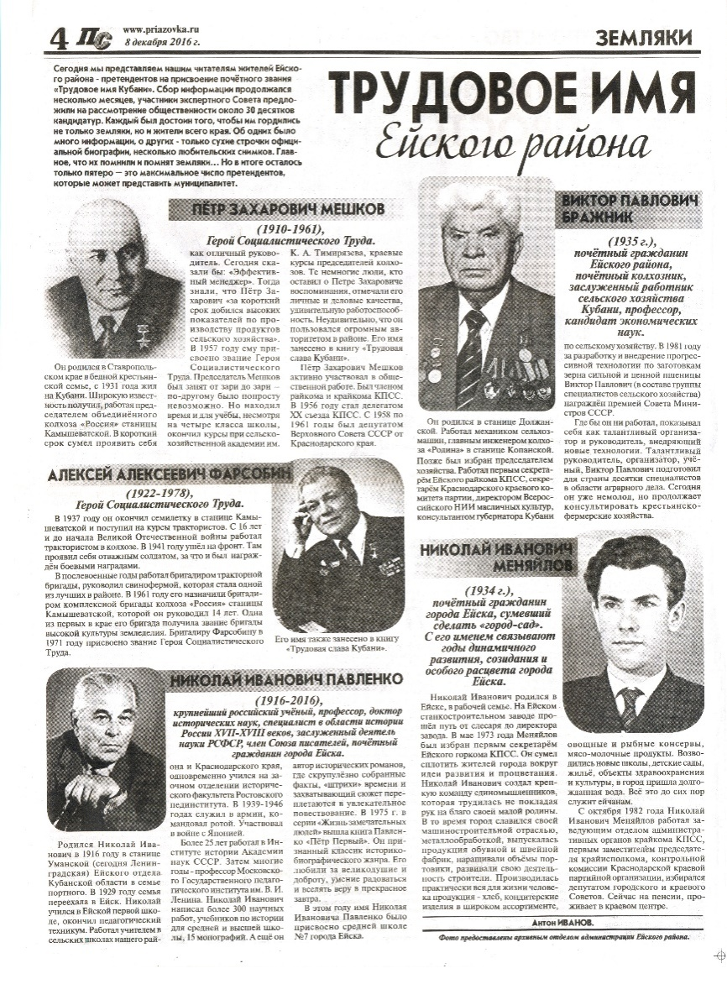 4 ПС
www.priazovka.ru
8 декабря 2016 г.
ЗЕМЛЯКИ
Сегодня мы представляем нашим читателям жителей Ейско-
го района - претендентов на присвоение почётного звания
«Трудовое имя Кубани». Сбор информации продолжался
несколько месяцев, участники экспертного Совета предло-
жили на рассмотрение общественности около 30 десятков
кандидатур. Каждый был достоин того, чтобы им гордились
не только земляки, но и жители всего края. Об одних было
много информации, о других - только сухие строчки офици-
альной биографии, несколько любительских снимков. Глав-
ное, что их помнили и помнят земляки... Но в итоге осталось
только пятеро — это максимальное число претендентов,
которые может представить муниципалитет.
ТРУДОВОЕ ИМЯ
Ейского района
ПЁТР ЗАХАРОВИЧ МЕШКОВ
(1910-1961),
Герой Социалистического Труда.
Он родился в Ставрополь-
ском крае в бедной крестьян-
ской семье, с 1931 года жил
на Кубани. Широкую извест-
ность получил, работая пред-
седателем объединённого
колхоза «Россия» станицы
Камышеватской. В короткий
срок сумел проявить себя
как отличный руково-
дитель. Сегодня ска-
зали бы: «Эффектив-
ный менеджер». Тогда
знали, что Пётр За-
харович «за короткий
срок добился высоких
показателей по про-
изводству продуктов
сельского хозяйства».
В 1957 году ему при-
своено звание Героя
Социалистического
Труда. Председатель Мешков
был занят от зари до зари –
по-другому было попросту
невозможно. Но находил
время и для учёбы, несмотря
на четыре класса школы,
окончил курсы при сельско-
хозяйственной академии им.
К. А. Тимирязева, краевые
курсы председателей колхо-
зов. Те немногие люди, кто
оставил о Петре Захаровиче
воспоминания, отмечали его
личные и деловые качества,
удивительную работоспособ-
ность. Неудивительно, что он
пользовался огромным ав-
торитетом в районе. Его имя
занесено в книгу «Трудовая
слава Кубани».
Пётр Захарович Мешков
активно участвовал в обще-
ственной работе. Был членом
райкома и крайкома КПСС.
В 1956 году стал делегатом
XX съезда КПСС. С 1958 по
1961 годы был депутатом
Верховного Совета СССР от
Краснодарского края.
ВИКТОР ПАВЛОВИЧ
БРАЖНИК
(1935 г.),
почётный гражданин
Ейского района,
почётный колхозник,
заслуженный работник
сельского хозяйства
Кубани, профессор,
кандидат экономических
наук.
Он родился в станице Должан-
ской. Работал механиком сельхоз-
машин, главным инженером колхо-
за «Родина» в станице Копанской.
Позже был избран председателем
хозяйства. Работал первым секрета-
рём Ейского райкома КПСС, секре-
тарём Краснодарского краевого ко-
митета партии, директором Всерос-
сийского НИИ масличных культур,
консультантом губернатора Кубани
по сельскому хозяйству. В 1981 году
за разработку и внедрение прогрес-
сивной технологии по заготовкам
зерна сильной и ценной пшеницы
Виктор Павлович (в составе группы
специалистов сельского хозяйства)
награждён премией Совета Мини-
стров СССР.
Где бы он ни работал, показывал
себя как талантливый организа-
тор и руководитель, внедряющий
новые технологии. Талантливый
руководитель, организатор, учё-
ный, Виктор Павлович подготовил
для страны десятки специалистов
в области аграрного дела. Сегодня
он уже немолод, но продолжает
консультировать крестьянско-
фермерские хозяйства.
АЛЕКСЕЙ АЛЕКСЕЕВИЧ ФАРСОБИН
(1922-1978),
Герой Социалистического Труда.
В 1937 году он окончил семилетку в станице Камы-
шеватской и поступил на курсы трактористов. С 16 лет
и до начала Великой Отечественной войны работал
трактористом в колхозе. В 1941 году ушёл на фронт. Там
проявил себя отважным солдатом, за что и был награж-
дён боевыми наградами.
В послевоенные годы работал бригадиром тракторной
бригады, руководил свинофермой, которая стала одной
из лучших в районе. В 1961 году его назначили бригади-
ром комплексной бригады колхоза «Россия» станицы
Камышеватской, которой он руководил 14 лет. Одна
из первых в крае его бригада получила звание бригады
высокой культуры земледелия. Бригадиру Фарсобину в
1971 году присвоено звание Героя Социалистического
Труда.
Его имя также занесено в книгу
«Трудовая слава Кубани».
НИКОЛАЙ ИВАНОВИЧ
МЕНЯЙЛОВ
(1934 г.),
почётный гражданин
города Ейска, сумевший
сделать «город-сад».
С его именем связывают
годы динамичного
развития, созидания и
особого расцвета города
Ейска.
Николай Иванович родился в
Ейске, в рабочей семье. На Ейском
станкостроительном заводе про-
шёл путь от слесаря до директора
завода. В мае 1973 года Меняйлов
был избран первым секретарём
Ейского горкома КПСС. Он сумел
сплотить жителей города вокруг
идеи развития и процветания.
Николай Иванович создал креп-
кую команду единомышленников,
которая трудилась не покладая
рук на благо своей малой родины.
В то время город славился своей
машиностроительной отраслью,
металлообработкой, выпускалась
продукция обувной и швейной
фабрик, наращивали объёмы пор-
товики, развивали свою деятель-
ность строители. Производилась
практически вся для жизни челове-
ка продукция - хлеб, кондитерские
изделия в широком ассортименте,
овощные и рыбные консервы,
мясо-молочные продукты. Возво-
дились новые школы, детские сады,
жильё, объекты здравоохранения
и культуры, в город пришла долго-
жданная вода. Всё это до сих пор
служит ейчанам.
С октября 1982 года Николай
Иванович Меняйлов работал за-
ведующим отделом администра-
тивных органов крайкома КПСС,
первым заместителем председате-
ля крайисполкома, контрольной
комиссии Краснодарской краевой
партийной организации, избирался
депутатом городского и краевого
Советов. Сейчас на пенсии, про-
живает в краевом центре.
НИКОЛАЙ ИВАНОВИЧ ПАВЛЕНКО
(1916-2016),
крупнейший российский учёный, профессор, доктор
исторических наук, специалист в области истории
России XVII-XVIII веков, заслуженный деятель
науки РСФСР, член Союза писателей, почётный
гражданин города Ейска.
Родился Николай Ива-
нович в 1916 году в станице
Уманской (сегодня Ленин-
градская) Ейского отдела
Кубанской области в семье
портного. В 1929 году семья
переехала в Ейск. Николай
учился в Ейской первой шко-
ле, окончил педагогический
техникум. Работал учителем в
сельских школах нашего рай-
она и Краснодарского края,
одновременно учился на за-
очном отделении историче-
ского факультета Ростовского
пединститута. В 1939-1946
годах служил в армии, ко-
мандовал ротой. Участвовал
в войне с Японией.
Более 25 лет работал в Ин-
ституте истории Академии
наук СССР. Затем многие
годы - профессор Московско-
го Государственного педаго-
гического института им. В. И.
Ленина. Николай Иванович
написал более 300 научных
работ, учебников по истории
для средней и высшей шко-
лы, 15 монографий. А ещё он
автор исторических романов,
где скрупулёзно собранные
факты, «штрихи» времени и
захватывающий сюжет пере-
плетаются в увлекательное
повествование. В 1975 г. в
серии «Жизнь замечательных
людей» вышла книга Павлен-
ко «Пётр Первый». Он при-
знанный классик историко-
биографического жанра. Его
любили за великодушие и
доброту, умение радоваться
и вселять веру в прекрасное
завтра.
В этом году имя Николая
Ивановича Павленко было
присвоено средней школе
№7 города Ейска.
Антон ИВАНОВ.
Фото предоставлены архивным отделом администрации Ейского района.